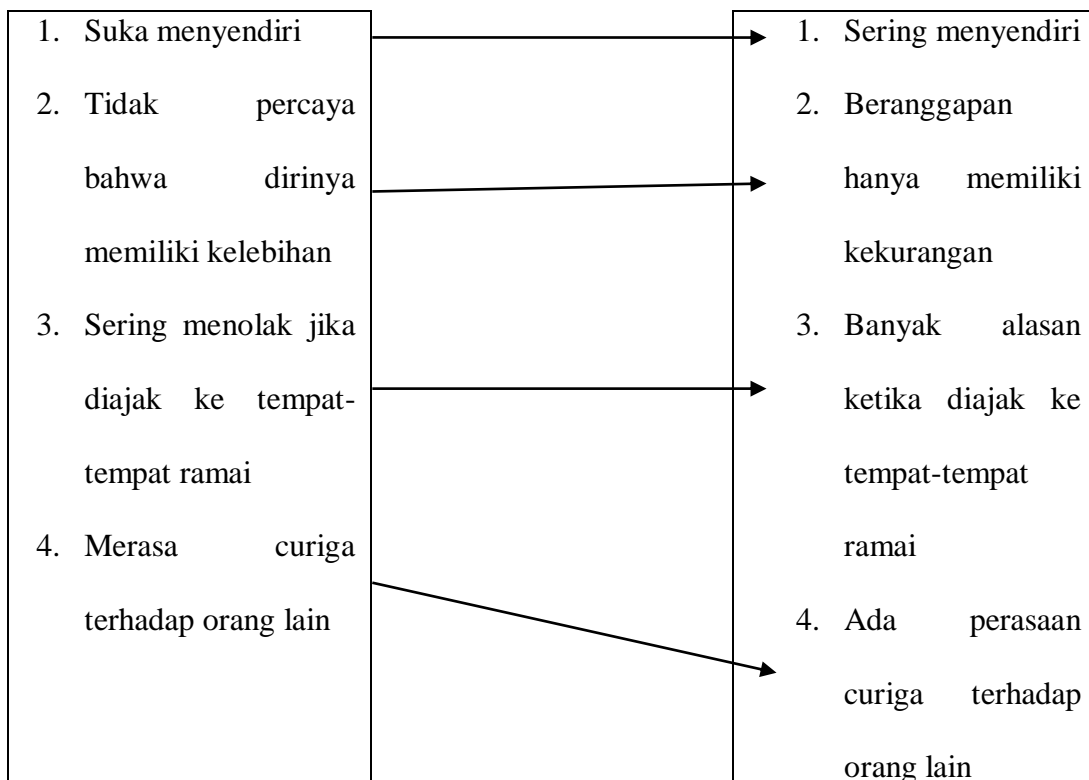 1. Suka menyendiri
2. Tidak percaya
bahwa dirinya
memiliki kelebihan
3. Sering menolak jika
diajak ke tempat-
tempat ramai
4. Merasa curiga
terhadap orang lain
1. Sering menyendiri
2. Beranggapan
hanya memiliki
kekurangan
3. Banyak alasan
ketika diajak ke
tempat-tempat
ramai
4. Ada perasaan
curiga terhadap
orang lain